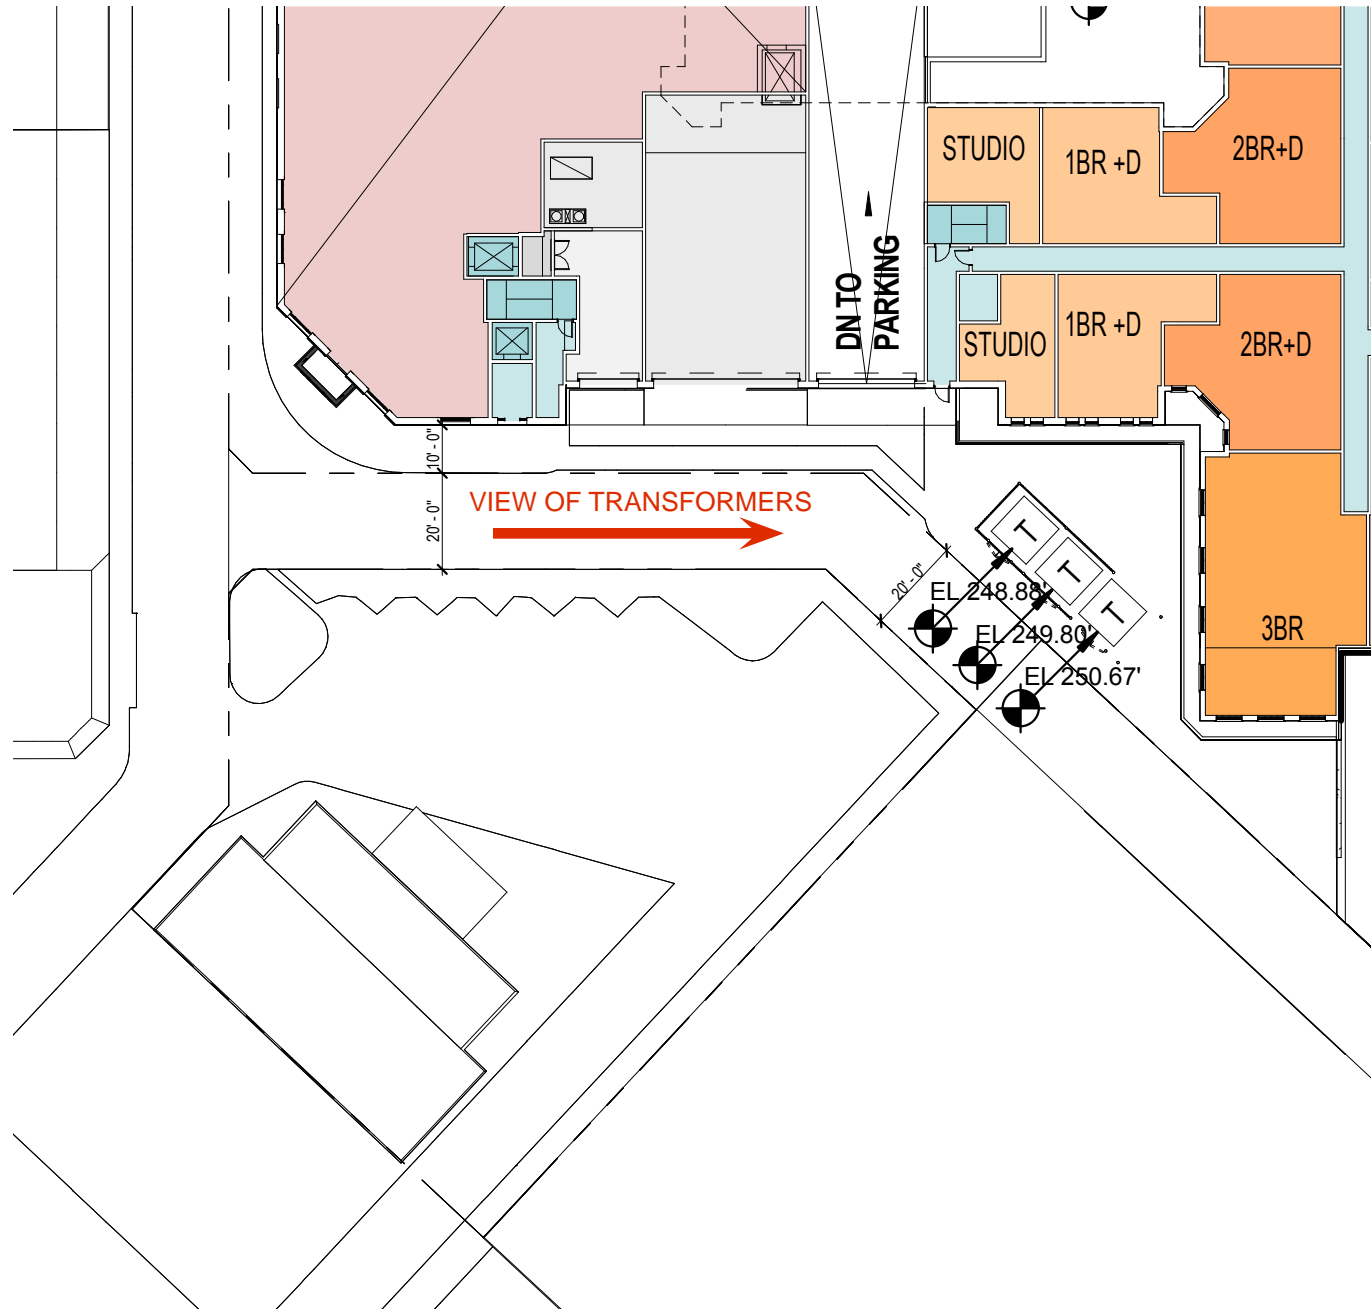 STUDIO
1BR +D
2BR+D
DN TO
PARKING
STUDIO
1BR +D
2BR+D
10' - 0"
VIEW OF TRANSFORMERS
20' - 0"
T
T
T
20' - 0"
EL 248.88'
EL 249.80'
EL 250.67'
3BR